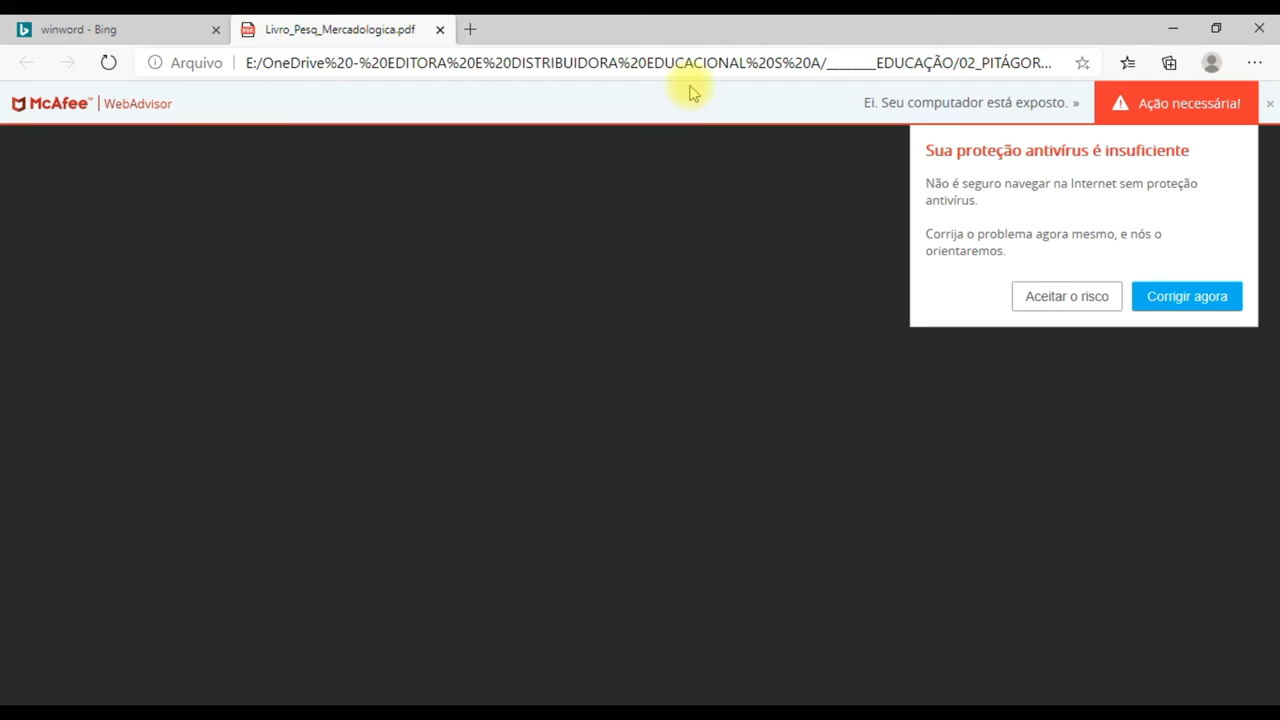 winword - Bing
Livro_Pesq_Mercadologica.pdf
Arquivo
E:/OneDrive%20-%20EDITORA%20E%20DISTRIBUIDORA%20EDUCACIONAL%20S%20A/________EDUCAÇÃO/02_PITÁGOR...
McAfee™ | WebAdvisor
Ei. Seu computador está exposto. »
Ação necessária!
Sua proteção antivírus é insuficiente
Não é seguro navegar na Internet sem proteção
antivírus.
Corrija o problema agora mesmo, e nós o
orientaremos.
Aceitar o risco
Corrigir agora